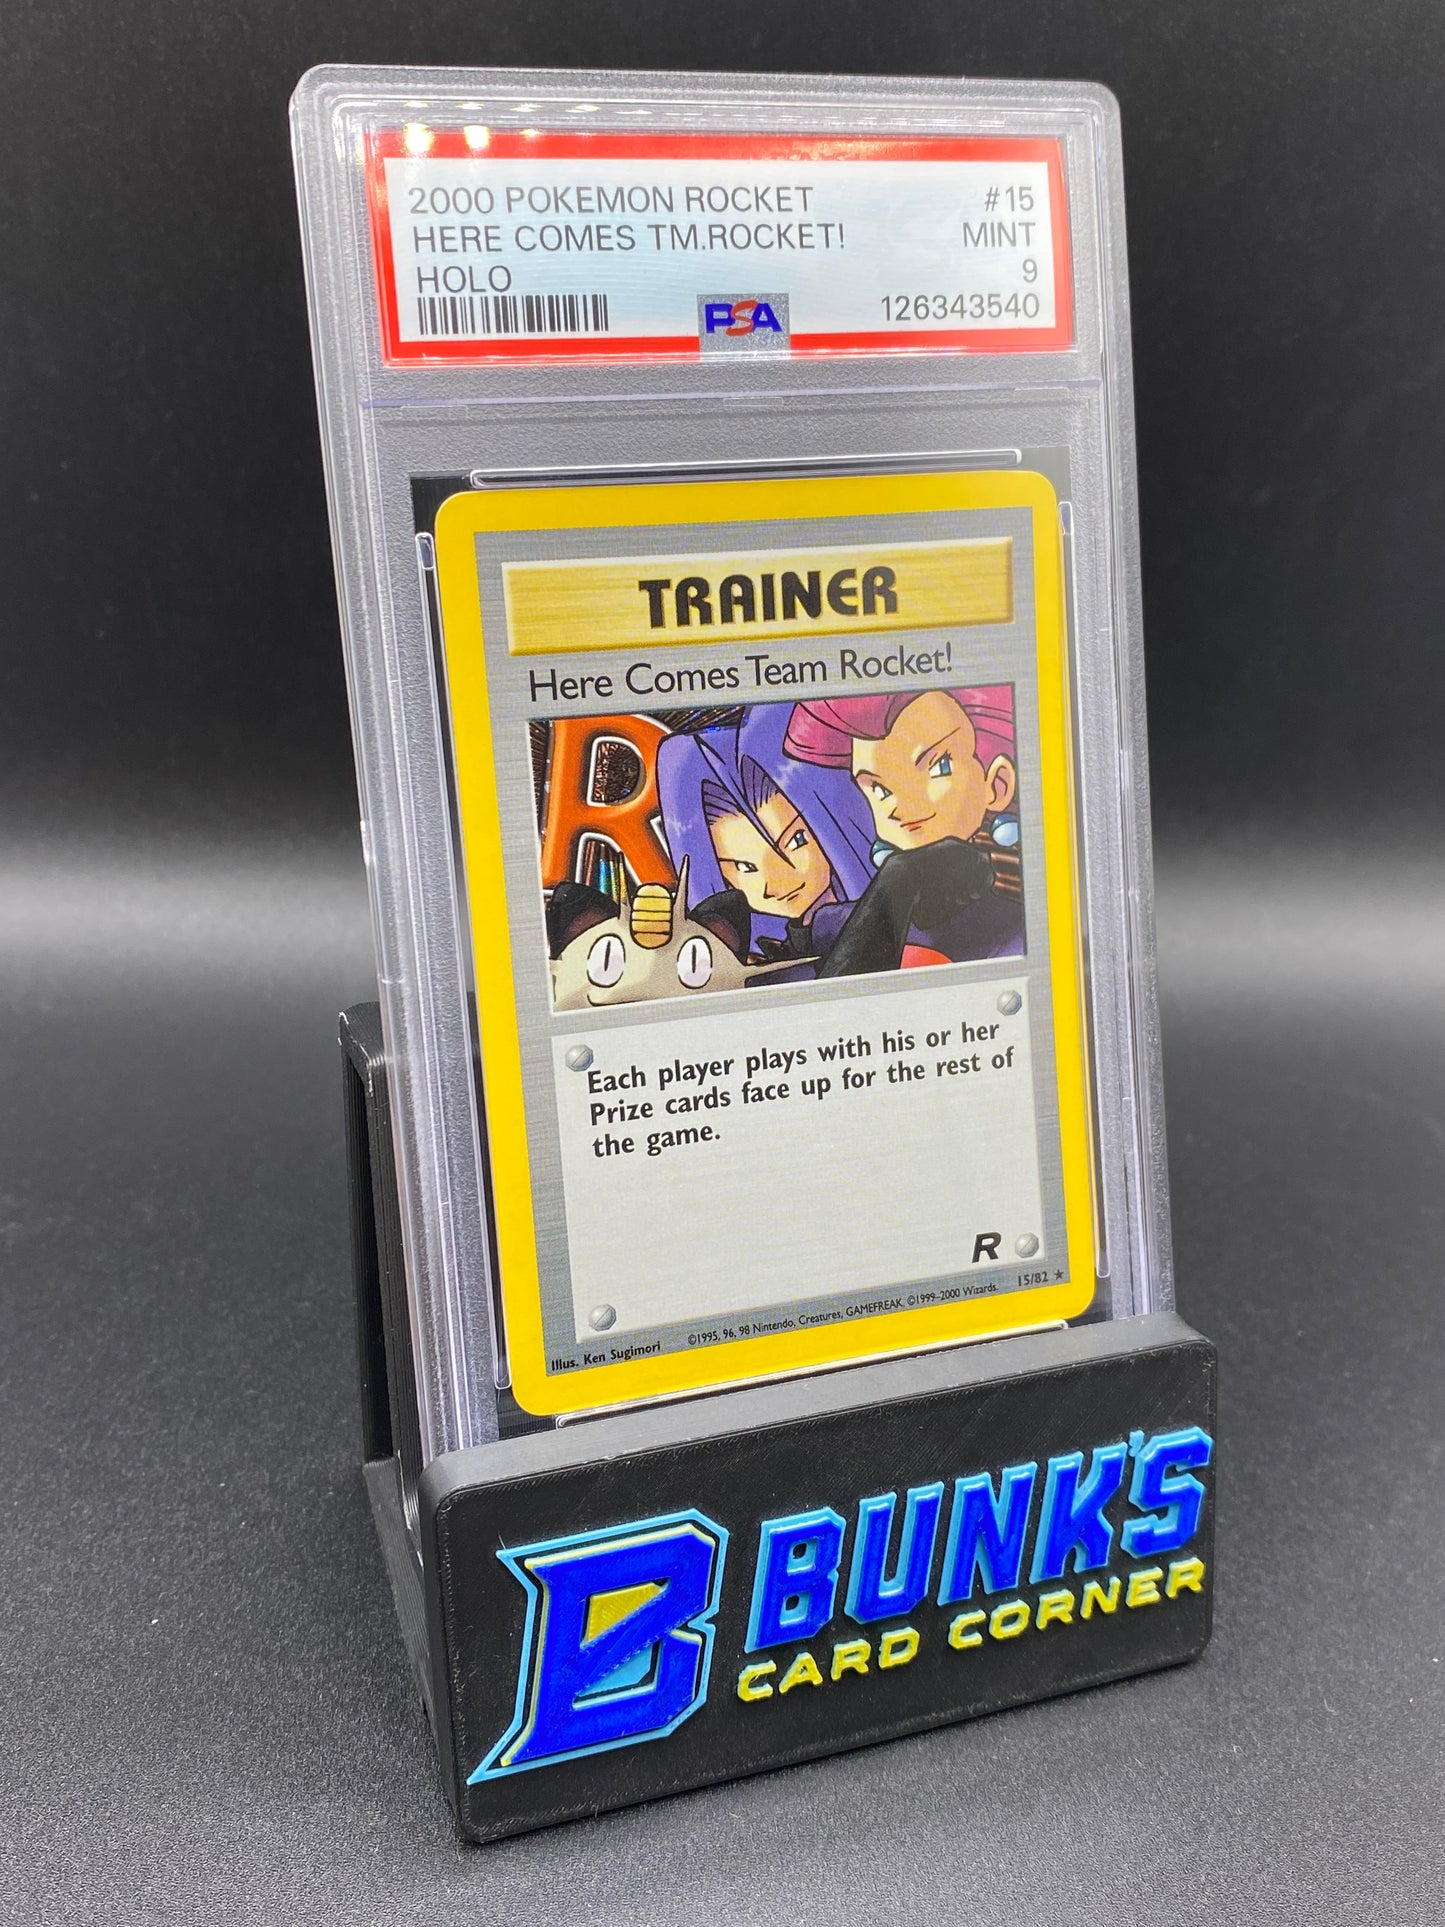 2000 POKEMON ROCKET #15
HERE COMES TM.ROCKET! MINT
HOLO 9
PSA 126343540
TRAINER
Here Comes Team Rocket!
R
Each player plays with his or her
Prize cards face up for the rest of
the game.
R
Illus. Ken Sugimori ©1995, 96, 98 Nintendo, Creatures, GAMEFREAK. ©1999–2000 Wizards. 15/82 ★
B BUNK'S
CARD CORNER